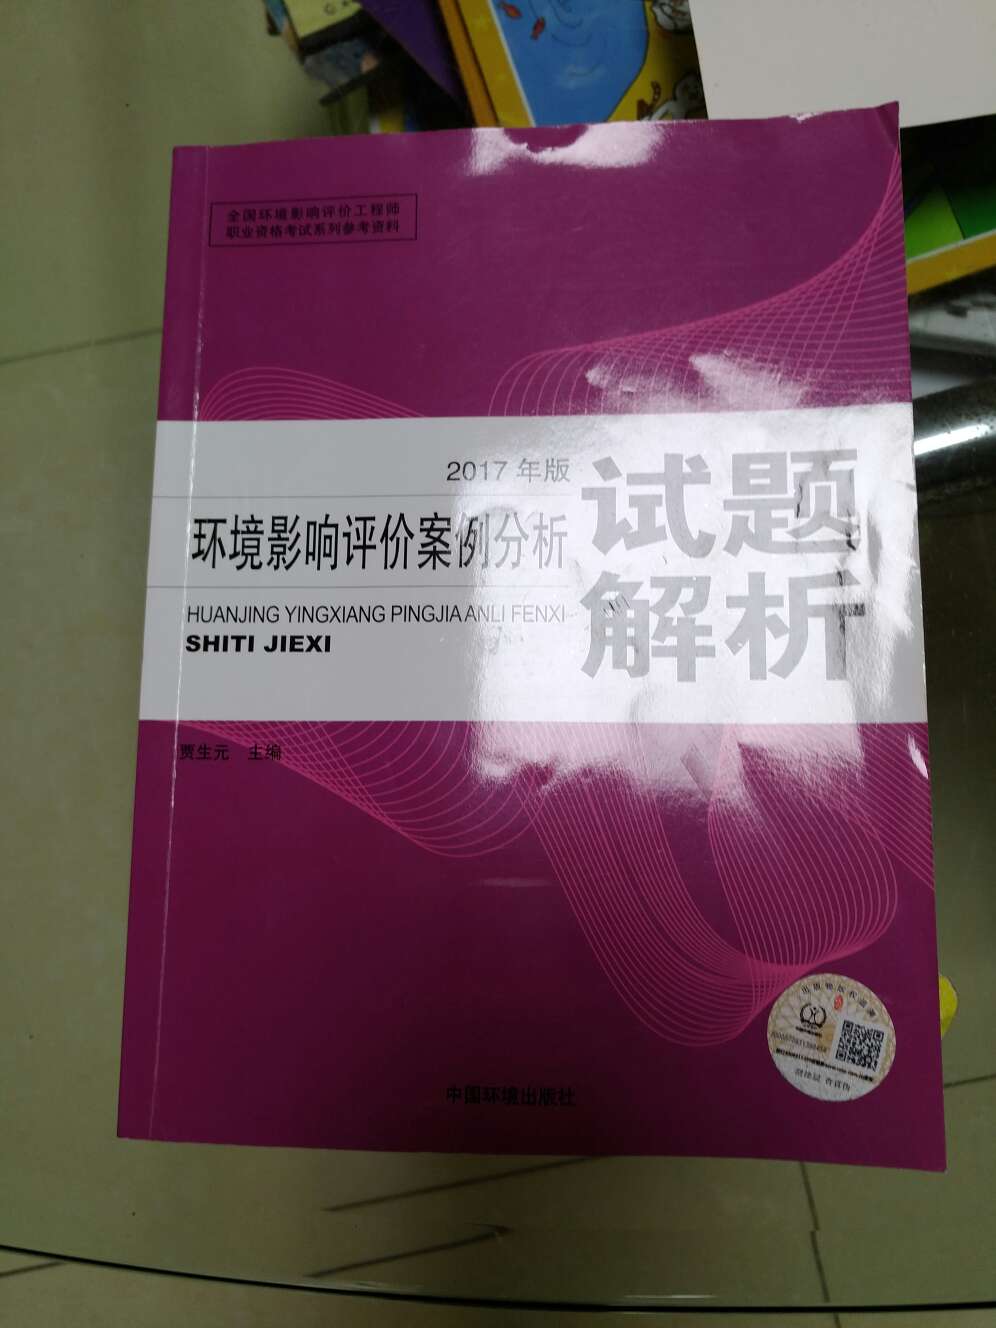 全国环境影响评价工程师
职业资格考试系列参考资料
2017 年版
环境影响评价案例分析
试题
解析
HUANJING YINGXIANG PINGJIA ANLI FENXI
SHITI JIEXI
贾生元 主编
中国环境出版社